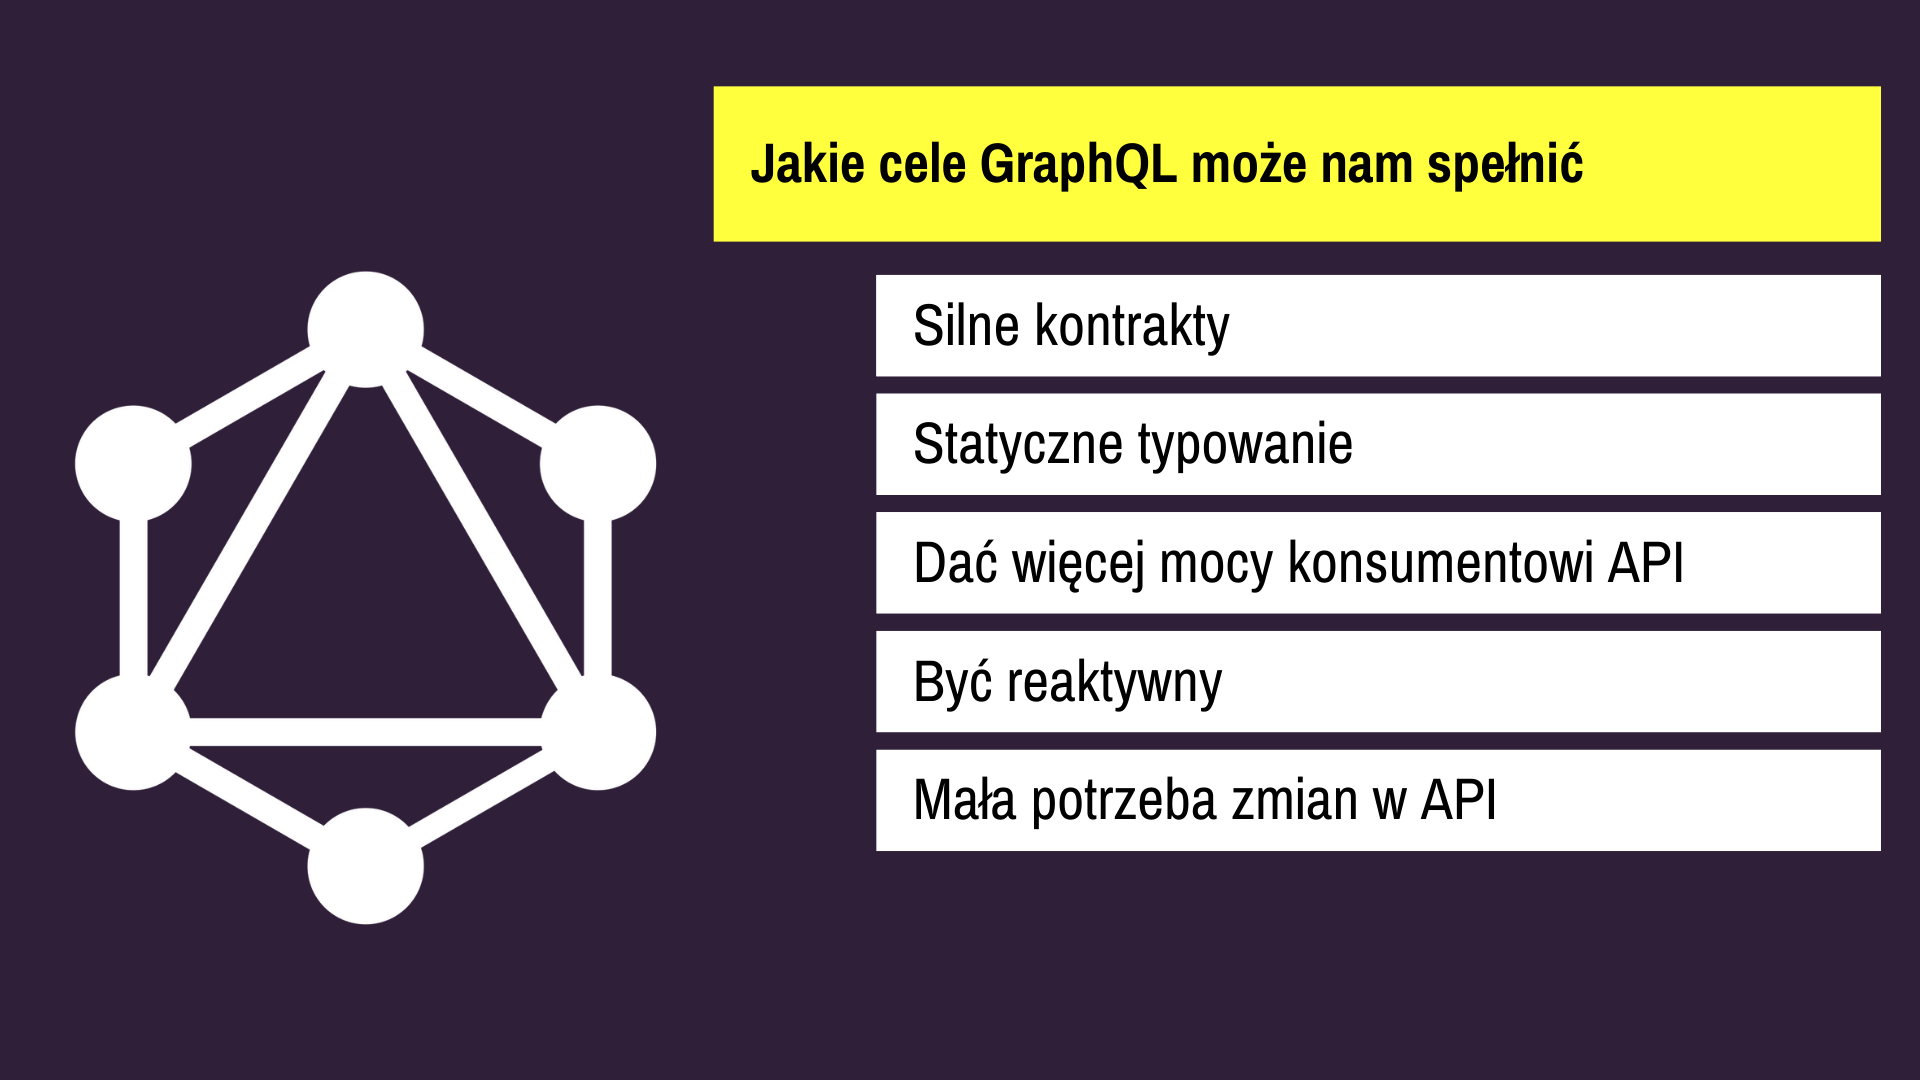 Jakie cele GraphQL może nam spełnić
Silne kontrakty
Statyczne typowanie
Dać więcej mocy konsumentowi API
Być reaktywny
Mała potrzeba zmian w API